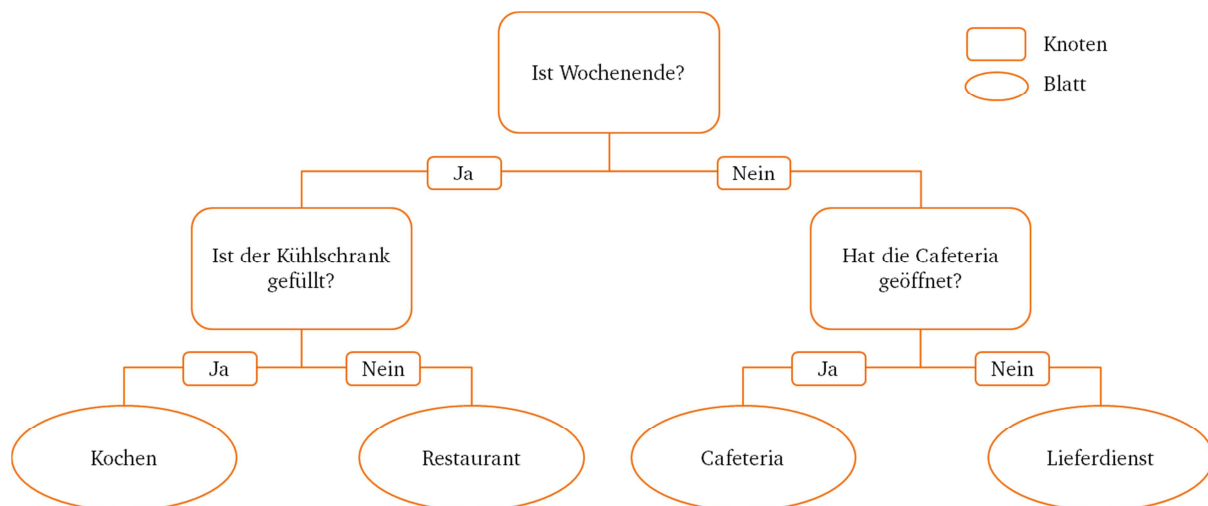 Ist Wochenende?
Knoten
Blatt
Ja
Nein
Ist der Kühlschrank
gefüllt?
Hat die Cafeteria
geöffnet?
Ja
Nein
Ja
Nein
Kochen
Restaurant
Cafeteria
Lieferdienst